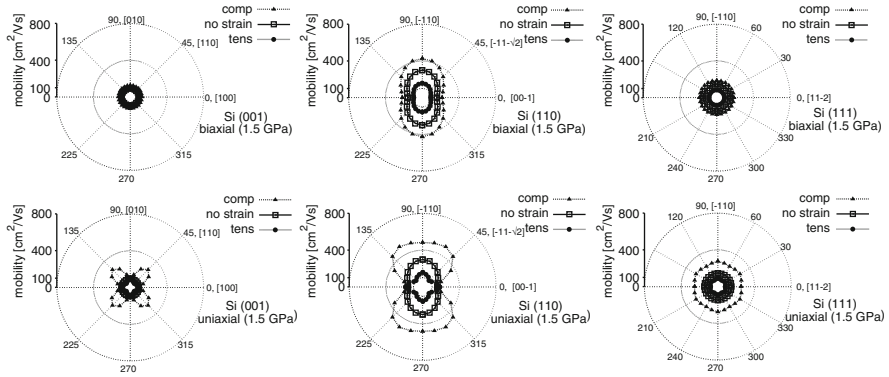 comp
no strain
tens
90, [010]
mobility [cm²/Vs]
800
400
100
0
135
45, [110]
0, [100]
225
315
270
Si (001)
biaxial (1.5 GPa)
comp
no strain
tens
90, [-110]
mobility [cm²/Vs]
800
400
100
0
135
45, [-11-√2]
0, [00-1]
225
315
270
Si (110)
biaxial (1.5 GPa)
comp
no strain
tens
90, [-110]
mobility [cm²/Vs]
800
400
100
0
120
60
30
0, [11-2]
210
330
240
300
270
Si (111)
biaxial (1.5 GPa)
comp
no strain
tens
90, [010]
mobility [cm²/Vs]
800
400
100
0
135
45, [110]
0, [100]
225
315
270
Si (001)
uniaxial (1.5 GPa)
comp
no strain
tens
90, [-110]
mobility [cm²/Vs]
800
400
100
0
135
45, [-11-√2]
0, [00-1]
225
315
270
Si (110)
uniaxial (1.5 GPa)
comp
no strain
tens
90, [-110]
mobility [cm²/Vs]
800
400
100
0
120
60
30
0, [11-2]
210
330
240
300
270
Si (111)
uniaxial (1.5 GPa)